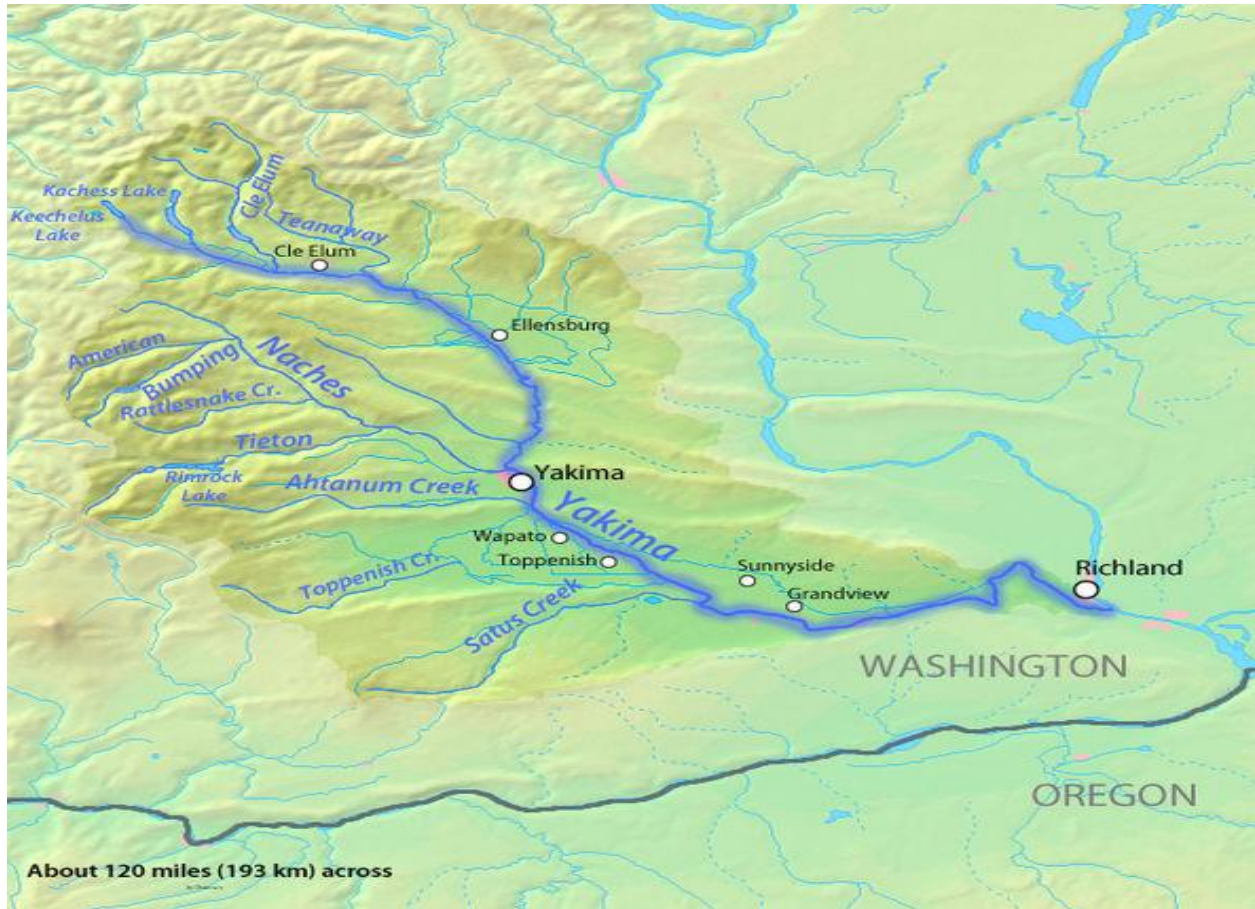 Kachess Lake
Keechelus
Lake
Cle Elum
Teanaway
Cle Elum
Ellensburg
American
Bumping
Naches
Rattlesnake Cr.
Tieton
Rimrock
Lake
Ahtanum Creek
Yakima
Yakima
Wapato
Toppenish
Toppenish Cr.
Satus Creek
Sunnyside
Grandview
Richland
WASHINGTON
OREGON
About 120 miles (193 km) across